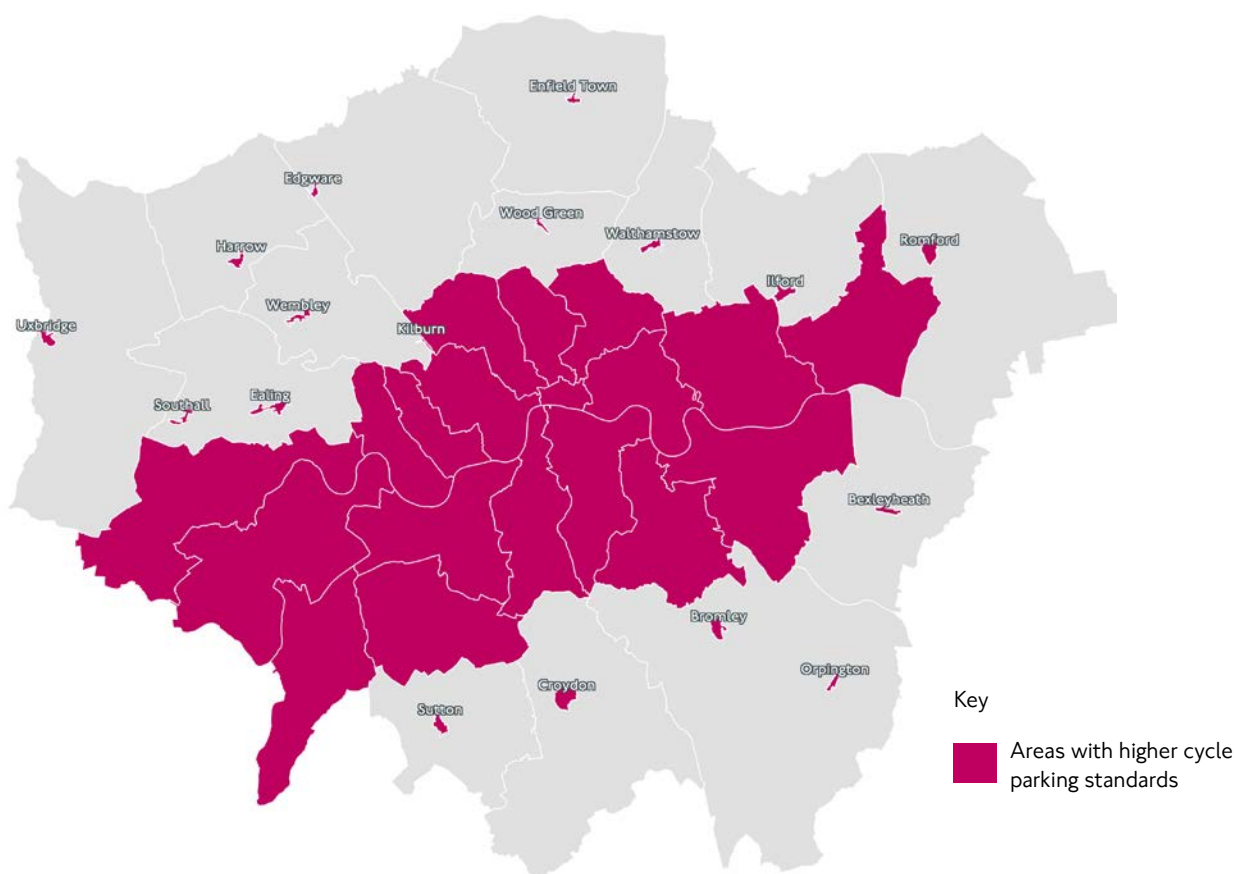 Enfield Town
Edgware
Wood Green
Walthamstow
Romford
Harrow
Ilford
Wembley
Uxbridge
Kilburn
Southall
Ealing
Bexleyheath
Bromley
Orpington
Croydon
Sutton
Key
Areas with higher cycle
parking standards